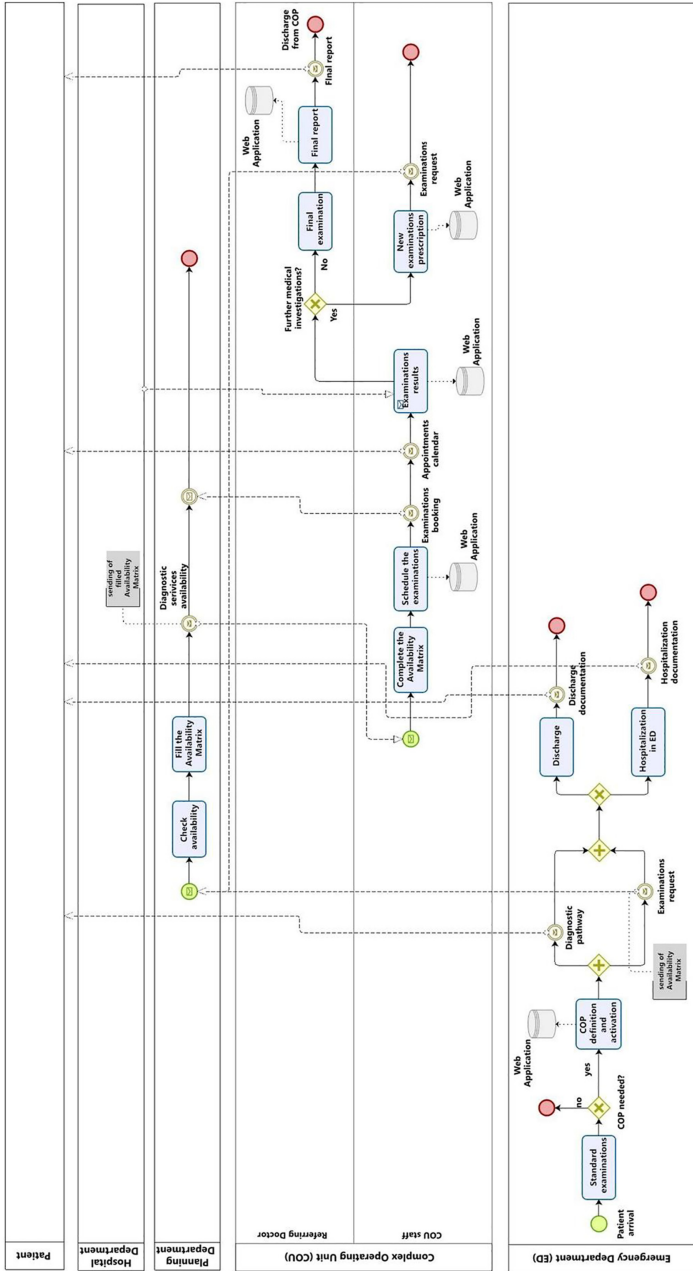 Patient
Hospital
Department
Planning
Department
Check
availability
Fill the
Availability
Matrix
Diagnostic
serivices
availability
sending of
filled
Availability
Matrix
Complex Operating Unit (COU)
Referring Doctor
Further medical
investigations?
No
Yes
Final
examination
Web
Application
Final report
FInal report
Discharge
from COP
COU staff
Complete the
Availability
Matrix
Schedule the
examinations
Web
Application
Examinations
booking
Appointments
calendar
Examinations
results
Web
Application
New
examinations
prescription
Web
Application
Examinations
request
Emergency Department (ED)
Patient
arrival
Standard
examinations
COP needed?
no
yes
Web
Application
COP
definition
and
activation
Diagnostic
pathway
sending of
Availability
Matrix
Examinations
request
Discharge
Discharge
documentation
Hospitalization
in ED
Hospitalization
documentation